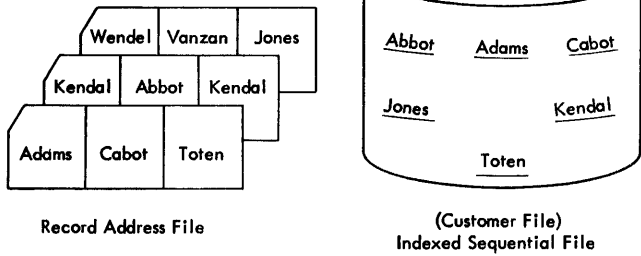 Wendel Vanzan Jones
Kendal Abbot Kendal
Adams Cabot Toten
Record Address File
Abbot Adams Cabot
Jones Kendal
Toten
(Customer File)
Indexed Sequential File